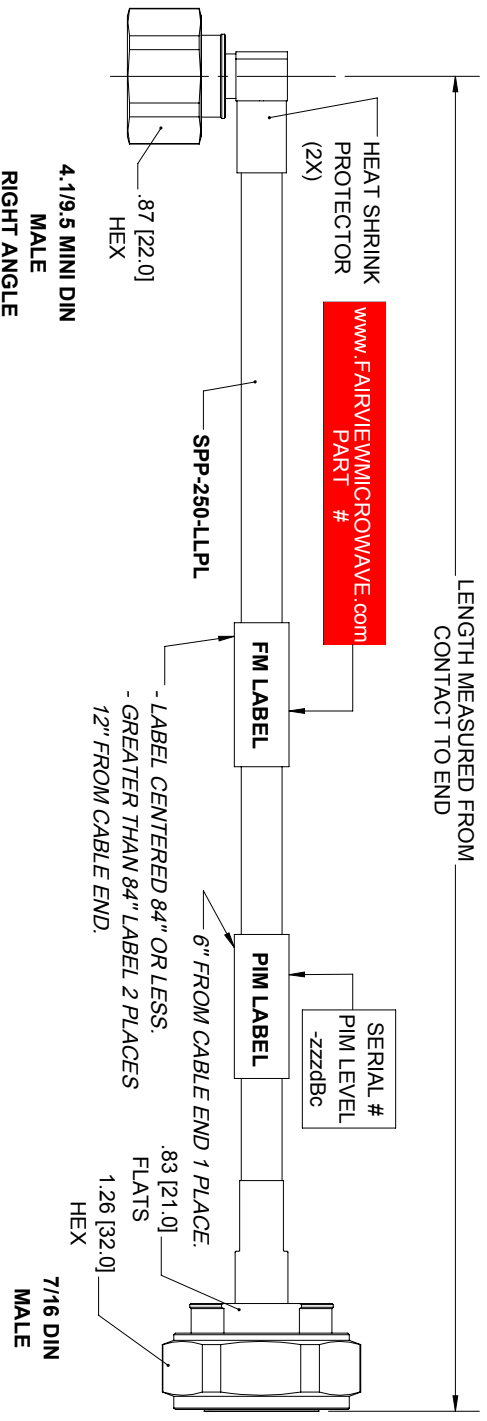 LENGTH MEASURED FROM
CONTACT TO END
HEAT SHRINK
PROTECTOR
(2X)
www.FAIRVIEWMICROWAVE.com
PART #
SERIAL #
PIM LEVEL
-zzzdBc
FM LABEL
PIM LABEL
.87 [22.0]
HEX
SPP-250-LLPL
- LABEL CENTERED 84" OR LESS.
- GREATER THAN 84" LABEL 2 PLACES
12" FROM CABLE END.
6" FROM CABLE END 1 PLACE.
.83 [21.0]
FLATS
1.26 [32.0]
HEX
4.1/9.5 MINI DIN
MALE
RIGHT ANGLE
7/16 DIN
MALE